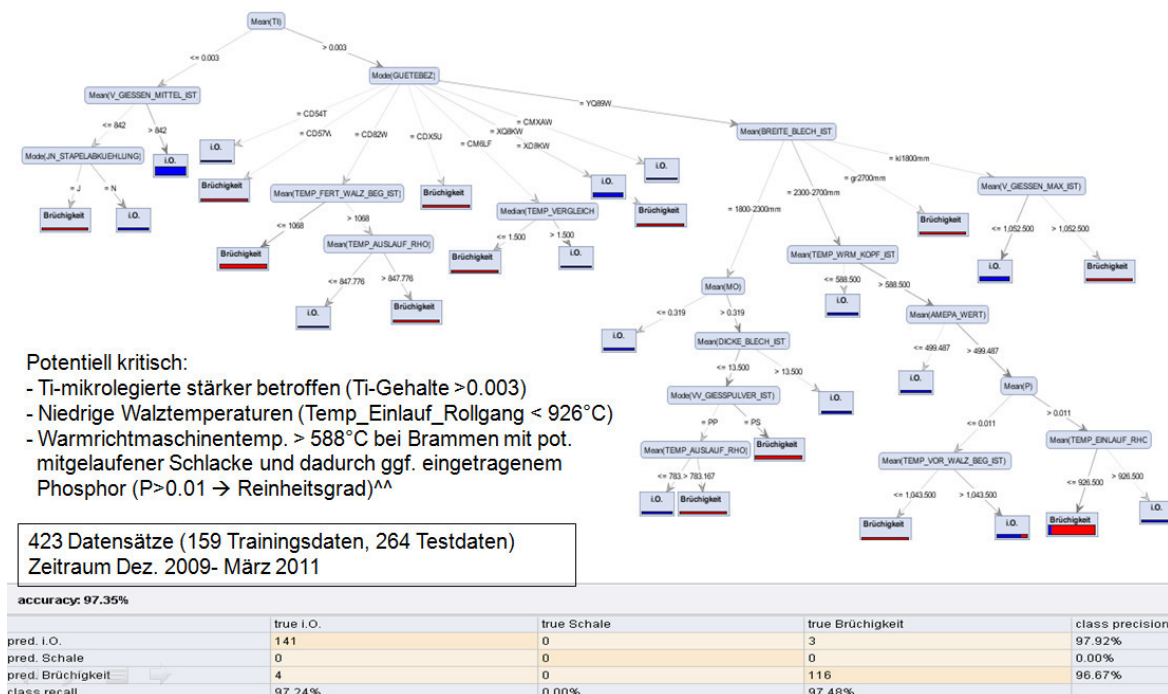 Mean(TI)
<= 0.003
> 0.003
Mean(V_GIESSEN_MITTEL_IST
Mode(GUETEBEZ)
<= 842
> 842
Mode(JN_STAPELABKUEHLUNG)
i.O.
= J
= N
Brüchigkeit
i.O.
= CD54T
= CD57W
= CD82W
= CDX5U
= CM6LF
= XQ8KW
= CMXAW
= XD8KW
= YQ89W
i.O.
Brüchigkeit
Mean(TEMP_FERT_WALZ_BEG_IST)
Brüchigkeit
Median(TEMP_VERGLEICH
i.O.
Brüchigkeit
i.O.
<= 1068
> 1068
Brüchigkeit
Mean(TEMP_AUSLAUF_RHO)
<= 847.776
> 847.776
i.O.
Brüchigkeit
<= 1.500
> 1.500
Brüchigkeit
i.O.
Mean(BREITE_BLECH_IST
= 1800-2300mm
= 2300-2700mm
= gr2700mm
= kl1800mm
Mean(MO)
Mean(TEMP_WRM_KOPF_IST
Brüchigkeit
Mean(V_GIESSEN_MAX_IST)
<= 1,052.500
> 1,052.500
i.O.
Brüchigkeit
<= 588.500
> 588.500
i.O.
Mean(AMEPA_WERT)
<= 0.319
> 0.319
i.O.
Mean(DICKE_BLECH_IST
<= 13.500
> 13.500
Mode(VV_GIESSPULVER_IST)
i.O.
= PP
= PS
Mean(TEMP_AUSLAUF_RHO)
Brüchigkeit
<= 783.
> 783.167
i.O.
Brüchigkeit
<= 499.487
> 499.487
i.O.
Mean(P)
<= 0.011
> 0.011
Mean(TEMP_VOR_WALZ_BEG_IST)
Mean(TEMP_EINLAUF_RHC
<= 1,043.500
> 1,043.500
Brüchigkeit
i.O.
<= 926.500
> 926.500
Brüchigkeit
i.O.
Potentiell kritisch:
- Ti-mikrolegierte stärker betroffen (Ti-Gehalte >0.003)
- Niedrige Walztemperaturen (Temp_Einlauf_Rollgang < 926°C)
- Warmrichtmaschinentemp. > 588°C bei Brammen mit pot.
mitgelaufener Schlacke und dadurch ggf. eingetragenem
Phosphor (P>0.01 → Reinheitsgrad)^^
423 Datensätze (159 Trainingsdaten, 264 Testdaten)
Zeitraum Dez. 2009- März 2011
accuracy: 97.35%
true i.O. true Schale true Brüchigkeit class precision
pred. i.O. 141 0 3 97.92%
pred. Schale 0 0 0 0.00%
pred. Brüchigkeit 4 0 116 96.67%
class recall 97.24% 0.00% 97.48%